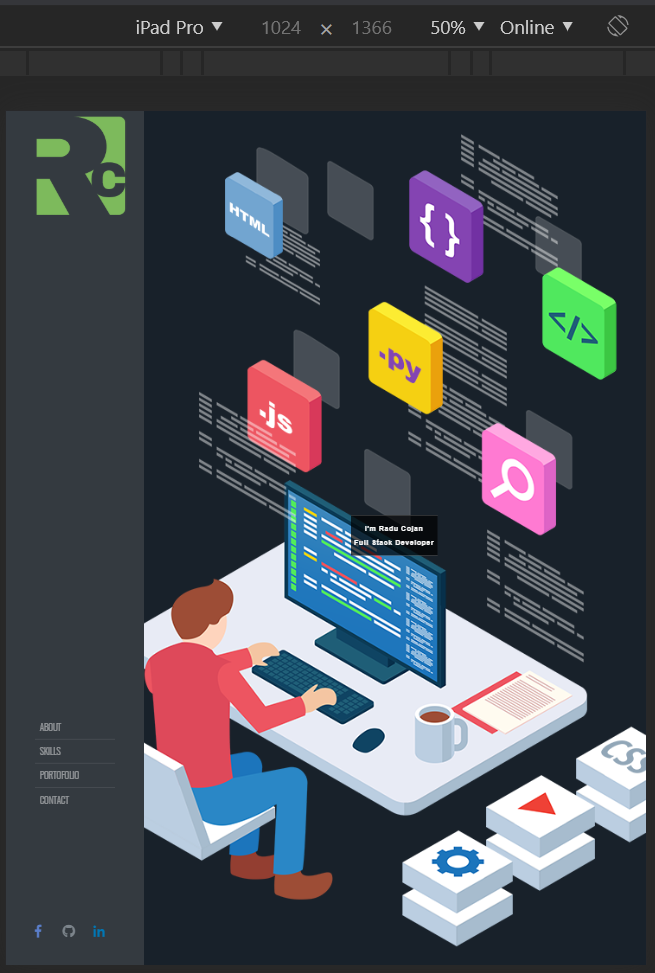 iPad Pro ▼ 1024 × 1366 50% ▼ Online ▼
Rc
HTML
{ }
</>
.py
.js
I'm Radu Cojan
Full Stack Developer
ABOUT
SKILLS
PORTOFOLIO
CONTACT
CSS
f in